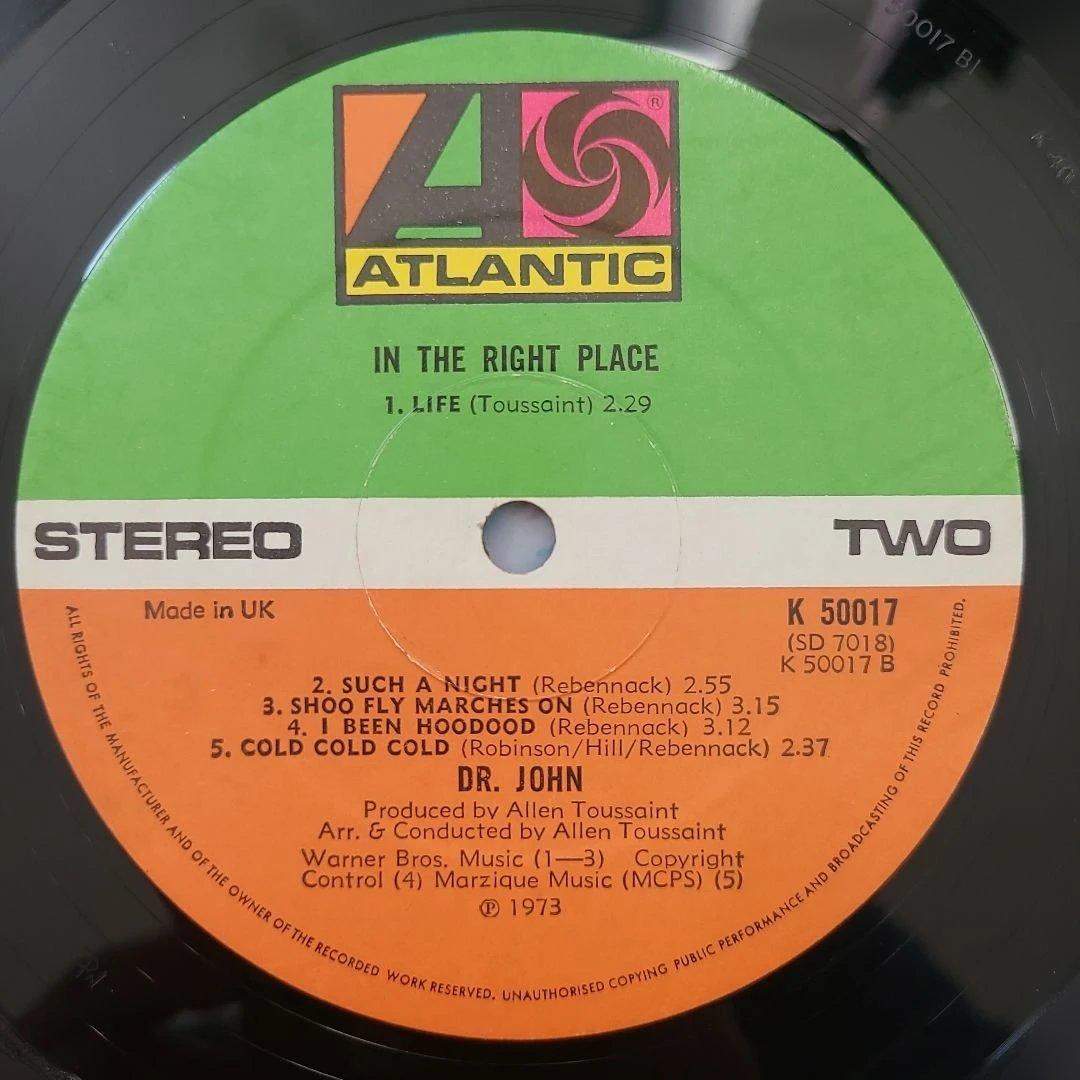 50017 B1
ATLANTIC
®
IN THE RIGHT PLACE
1. LIFE (Toussaint) 2.29
STEREO
TWO
Made in UK
K 50017
(SD 7018)
K 50017 B
2. SUCH A NIGHT (Rebennack) 2.55
3. SHOO FLY MARCHES ON (Rebennack) 3.15
4. I BEEN HOODOOD (Rebennack) 3.12
5. COLD COLD COLD (Robinson/Hill/Rebennack) 2.37
DR. JOHN
Produced by Allen Toussaint
Arr. & Conducted by Allen Toussaint
Warner Bros. Music (1—3) Copyright
Control (4) Marzique Music (MCPS) (5)
℗ 1973
ALL RIGHTS OF THE MANUFACTURER AND OF THE OWNER OF THE RECORDED WORK RESERVED. UNAUTHORISED COPYING PUBLIC PERFORMANCE AND BROADCASTING OF THIS RECORD PROHIBITED.